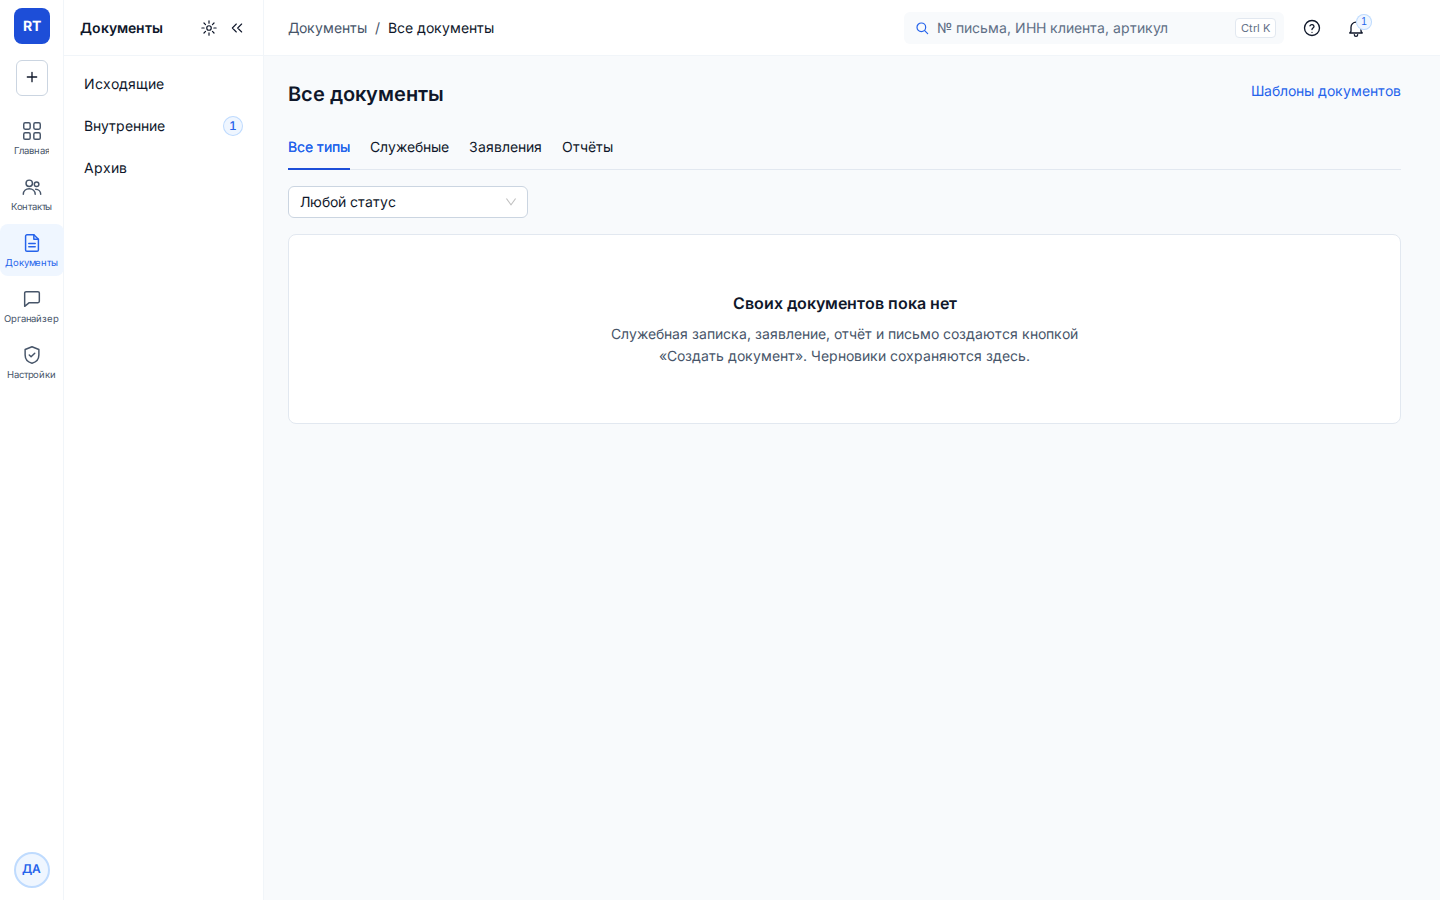 RT
Документы
Документы / Все документы
№ письма, ИНН клиента, артикул
Ctrl K
1
Главная
Контакты
Документы
Органайзер
Настройки
ДА
Исходящие
Внутренние 1
Архив
Все документы
Шаблоны документов
Все типы Служебные Заявления Отчёты
Любой статус
Своих документов пока нет
Служебная записка, заявление, отчёт и письмо создаются кнопкой
«Создать документ». Черновики сохраняются здесь.